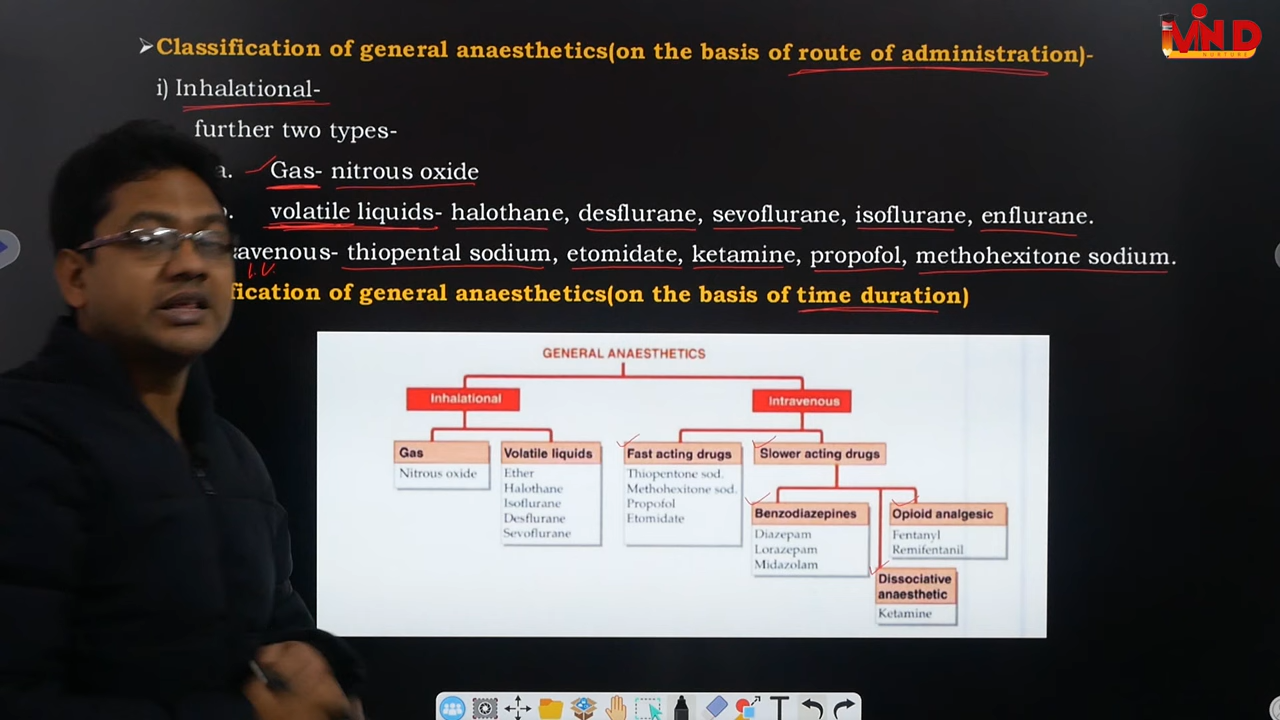 ➢Classification of general anaesthetics(on the basis of route of administration)-
i) Inhalational-
further two types-
a. Gas- nitrous oxide
. volatile liquids- halothane, desflurane, sevoflurane, isoflurane, enflurane.
avenous- thiopental sodium, etomidate, ketamine, propofol, methohexitone sodium.
I.V.
fication of general anaesthetics(on the basis of time duration)
GENERAL ANAESTHETICS
Inhalational
Intravenous
Gas
Nitrous oxide
Volatile liquids
Ether
Halothane
Isoflurane
Desflurane
Sevoflurane
Fast acting drugs
Thiopentone sod.
Methohexitone sod.
Propofol
Etomidate
Slower acting drugs
Benzodiazepines
Diazepam
Lorazepam
Midazolam
Opioid analgesic
Fentanyl
Remifentanil
Dissociative
anaesthetic
Ketamine
MIND
NURTURE
T